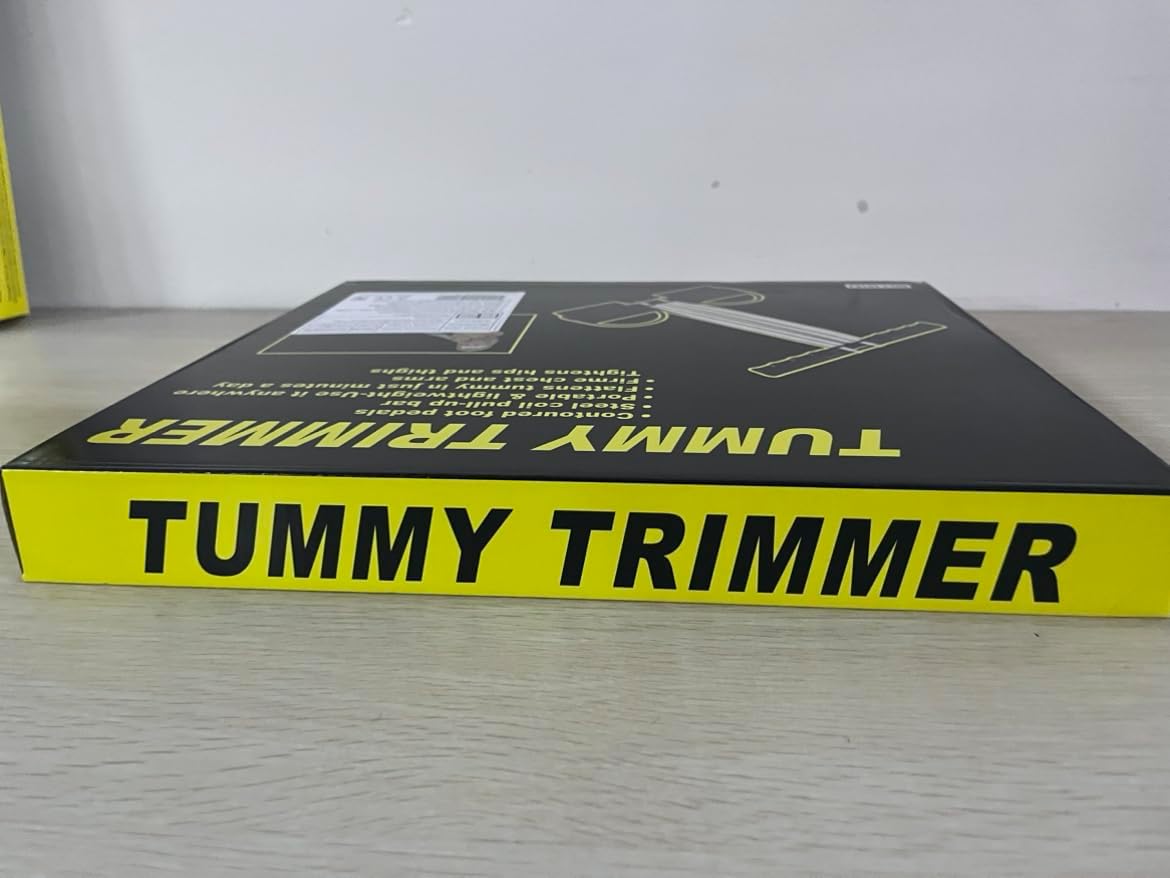 TUMMY TRIMMER
TUMMY TRIMMER
• Contoured foot pedals
• Steel coil pull-up bar
• Portable & lightweight-Use it anywhere
• Flattens tummy in just minutes a day
• Firme chest and arms
Tightens hips and thighs